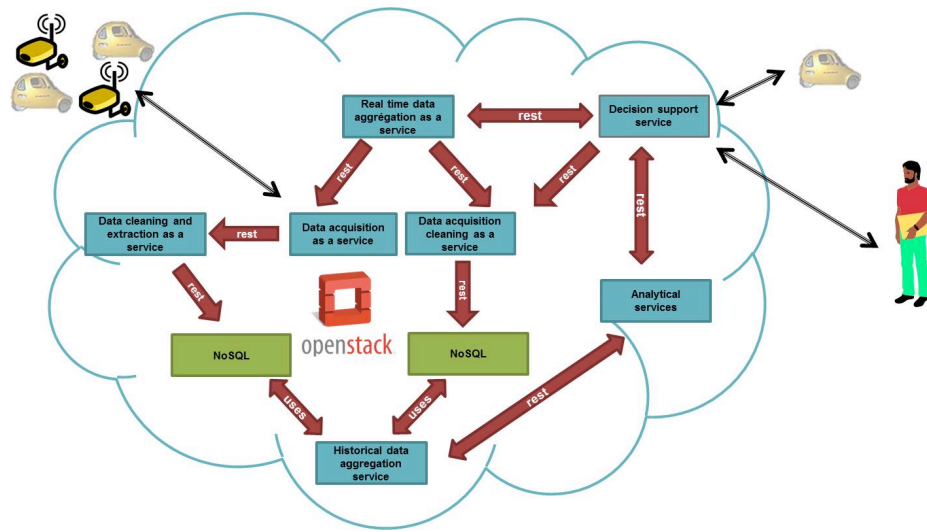 Real time data
aggrégation as a
service
rest
Decision support
service
rest
rest
rest
rest
Data cleaning and
extraction as a
service
rest
Data acquisition
as a service
Data acquisition
cleaning as a
service
rest
rest
Analytical
services
openstack
NoSQL
NoSQL
uses
uses
rest
Historical data
aggregation
service